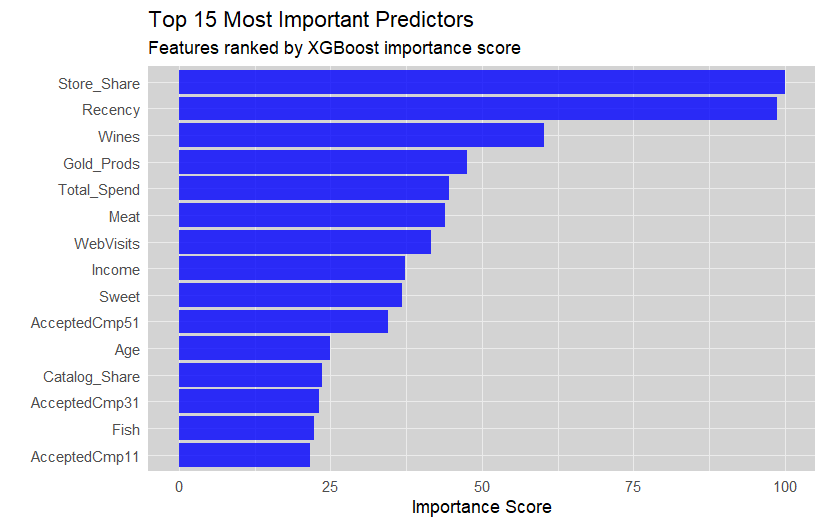 Top 15 Most Important Predictors
Features ranked by XGBoost importance score
Store_Share
Recency
Wines
Gold_Prods
Total_Spend
Meat
WebVisits
Income
Sweet
AcceptedCmp51
Age
Catalog_Share
AcceptedCmp31
Fish
AcceptedCmp11
0 25 50 75 100
Importance Score